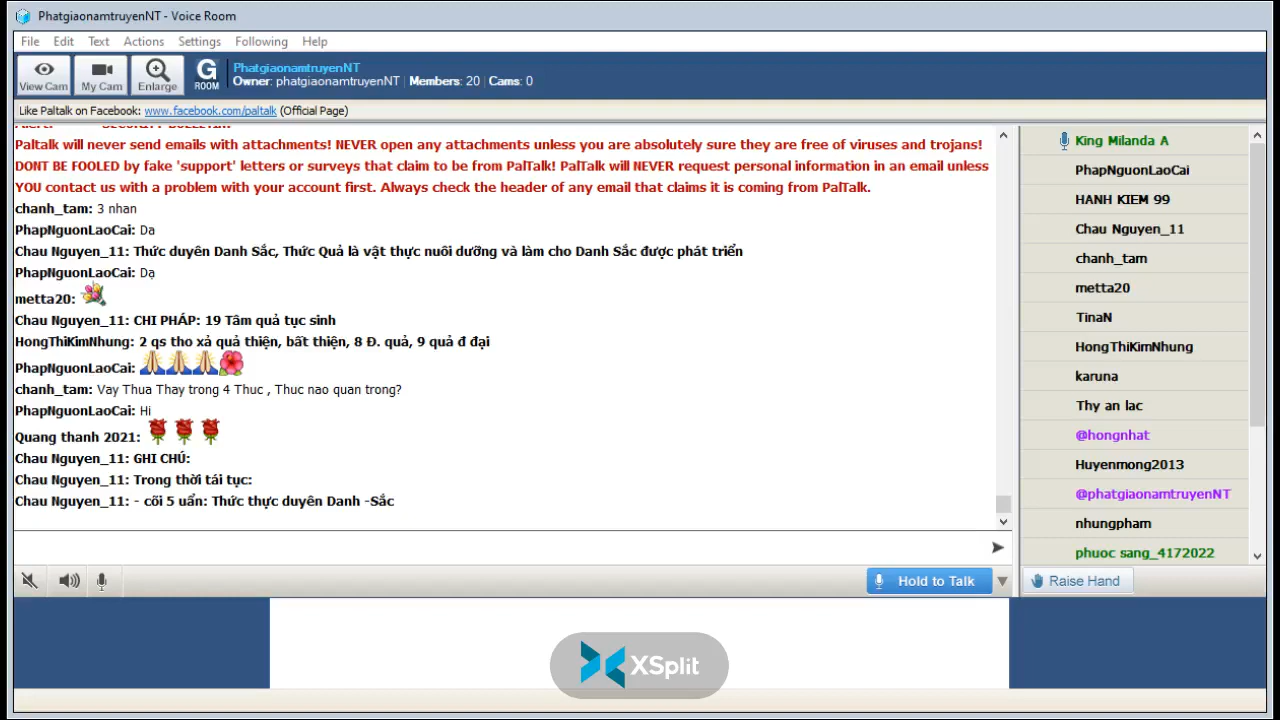 PhatgiaonamtruyenNT - Voice Room
File Edit Text Actions Settings Following Help
View Cam My Cam Enlarge G ROOM
PhatgiaonamtruyenNT
Owner: phatgiaonamtruyenNT | Members: 20 | Cams: 0
Like Paltalk on Facebook: www.facebook.com/paltalk (Official Page)
Paltalk will never send emails with attachments! NEVER open any attachments unless you are absolutely sure they are free of viruses and trojans!
DONT BE FOOLED by fake 'support' letters or surveys that claim to be from PalTalk! PalTalk will NEVER request personal information in an email unless
YOU contact us with a problem with your account first. Always check the header of any email that claims it is coming from PalTalk.
chanh_tam: 3 nhan
PhapNguonLaoCai: Da
Chau Nguyen_11: Thức duyên Danh Sắc, Thức Quả là vật thực nuôi dưỡng và làm cho Danh Sắc được phát triển
PhapNguonLaoCai: Dạ
metta20:
Chau Nguyen_11: CHI PHÁP: 19 Tâm quả tục sinh
HongThiKimNhung: 2 qs tho xả quả thiện, bất thiện, 8 Đ. quả, 9 quả đ đại
PhapNguonLaoCai:
chanh_tam: Vay Thua Thay trong 4 Thuc , Thuc nao quan trong?
PhapNguonLaoCai: Hi
Quang thanh 2021:
Chau Nguyen_11: GHI CHÚ:
Chau Nguyen_11: Trong thời tái tục:
Chau Nguyen_11: - cõi 5 uẩn: Thức thực duyên Danh -Sắc
King Milanda A
PhapNguonLaoCai
HANH KIEM 99
Chau Nguyen_11
chanh_tam
metta20
TinaN
HongThiKimNhung
karuna
Thy an lac
@hongnhat
Huyenmong2013
@phatgiaonamtruyenNT
nhungpham
phuoc sang_4172022
Hold to Talk
Raise Hand
XSplit